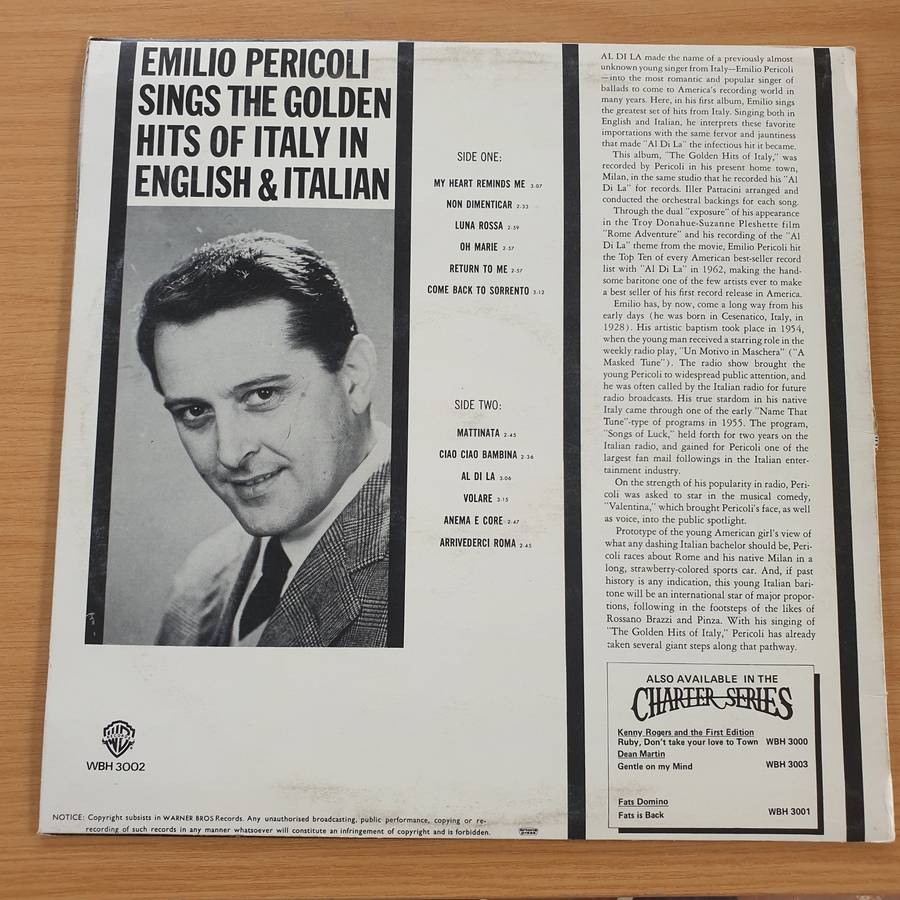 EMILIO PERICOLI
SINGS THE GOLDEN
HITS OF ITALY IN
ENGLISH & ITALIAN
SIDE ONE:
MY HEART REMINDS ME 3:07
NON DIMENTICAR 2:33
LUNA ROSSA 2:59
OH MARIE 2:57
RETURN TO ME 2:57
COME BACK TO SORRENTO 3:12
SIDE TWO:
MATTINATA 2:45
CIAO CIAO BAMBINA 2:36
AL DI LA 3:06
VOLARE 3:15
ANEMA E CORE 2:47
ARRIVEDERCI ROMA 2:45
AL DI LA made the name of a previously almost
unknown young singer from Italy—Emilio Pericoli
—into the most romantic and popular singer of
ballads to come to America's recording world in
many years. Here, in his first album, Emilio sings
the greatest set of hits from Italy. Singing both in
English and Italian, he interprets these favorite
importations with the same fervor and jauntiness
that made "Al Di La" the infectious hit it became.
This album, "The Golden Hits of Italy," was
recorded by Pericoli in his present home town,
Milan, in the same studio that he recorded his "Al
Di La" for records. Iller Pattacini arranged and
conducted the orchestral backings for each song.
Through the dual "exposure" of his appearance
in the Troy Donahue-Suzanne Pleshette film
"Rome Adventure" and his recording of the "Al
Di La" theme from the movie, Emilio Pericoli hit
the Top Ten of every American best-seller record
list with "Al Di La" in 1962, making the hand-
some baritone one of the few artists ever to make
a best seller of his first record release in America.
Emilio has, by now, come a long way from his
early days (he was born in Cesenatico, Italy, in
1928). His artistic baptism took place in 1954,
when the young man received a starring role in the
weekly radio play, "Un Motivo in Maschera" ("A
Masked Tune"). The radio show brought the
young Pericoli to widespread public attention, and
he was often called by the Italian radio for future
radio broadcasts. His true stardom in his native
Italy came through one of the early "Name That
Tune"-type of programs in 1955. The program,
"Songs of Luck," held forth for two years on the
Italian radio, and gained for Pericoli one of the
largest fan mail followings in the Italian enter-
tainment industry.
On the strength of his popularity in radio, Peri-
coli was asked to star in the musical comedy,
"Valentina," which brought Pericoli's face, as well
as voice, into the public spotlight.
Prototype of the young American girl's view of
what any dashing Italian bachelor should be, Peri-
coli races about Rome and his native Milan in a
long, strawberry-colored sports car. And, if past
history is any indication, this young Italian bari-
tone will be an international star of major propor-
tions, following in the footsteps of the likes of
Rossano Brazzi and Pinza. With his singing of
"The Golden Hits of Italy," Pericoli has already
taken several giant steps along that pathway.
ALSO AVAILABLE IN THE
CHARTER SERIES
Kenny Rogers and the First Edition
Ruby, Don't take your love to Town WBH 3000
Dean Martin
Gentle on my Mind WBH 3003
Fats Domino
Fats is Back WBH 3001
WBH 3002
NOTICE: Copyright subsists in WARNER BROS Records. Any unauthorised broadcasting, public performance, copying or re-
recording of such records in any manner whatsoever will constitute an infringement of copyright and is forbidden.